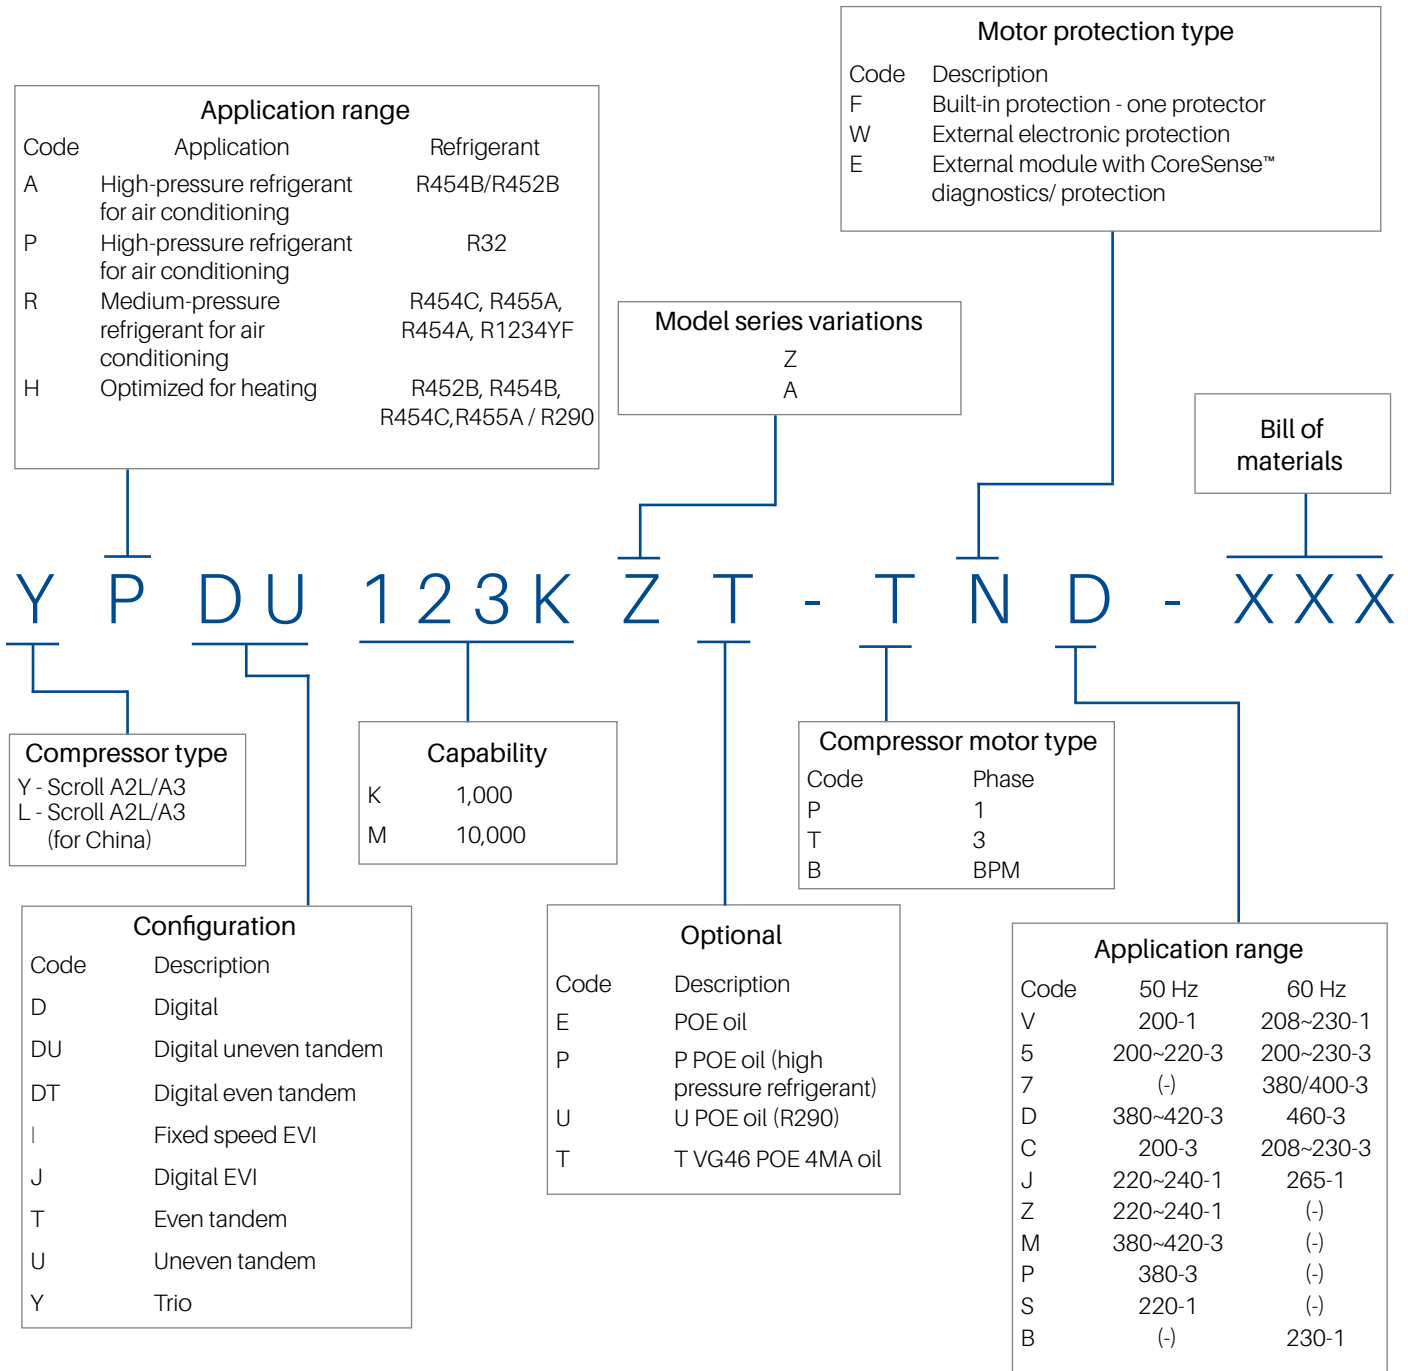 Motor protection type
Code Description
F Built-in protection - one protector
W External electronic protection
E External module with CoreSense™
diagnostics/ protection
Application range
Code Application Refrigerant
A High-pressure refrigerant R454B/R452B
for air conditioning
P High-pressure refrigerant R32
for air conditioning
R Medium-pressure R454C, R455A,
refrigerant for air R454A, R1234YF
conditioning
H Optimized for heating R452B, R454B,
R454C,R455A / R290
Model series variations
Z
A
Bill of
materials
Y P DU 123K Z T - T N D - XXX
Compressor type
Y - Scroll A2L/A3
L - Scroll A2L/A3
(for China)
Capability
K 1,000
M 10,000
Compressor motor type
Code Phase
P 1
T 3
B BPM
Configuration
Code Description
D Digital
DU Digital uneven tandem
DT Digital even tandem
I Fixed speed EVI
J Digital EVI
T Even tandem
U Uneven tandem
Y Trio
Optional
Code Description
E POE oil
P P POE oil (high
pressure refrigerant)
U U POE oil (R290)
T T VG46 POE 4MA oil
Application range
Code 50 Hz 60 Hz
V 200-1 208~230-1
5 200~220-3 200~230-3
7 (-) 380/400-3
D 380~420-3 460-3
C 200-3 208~230-3
J 220~240-1 265-1
Z 220~240-1 (-)
M 380~420-3 (-)
P 380-3 (-)
S 220-1 (-)
B (-) 230-1